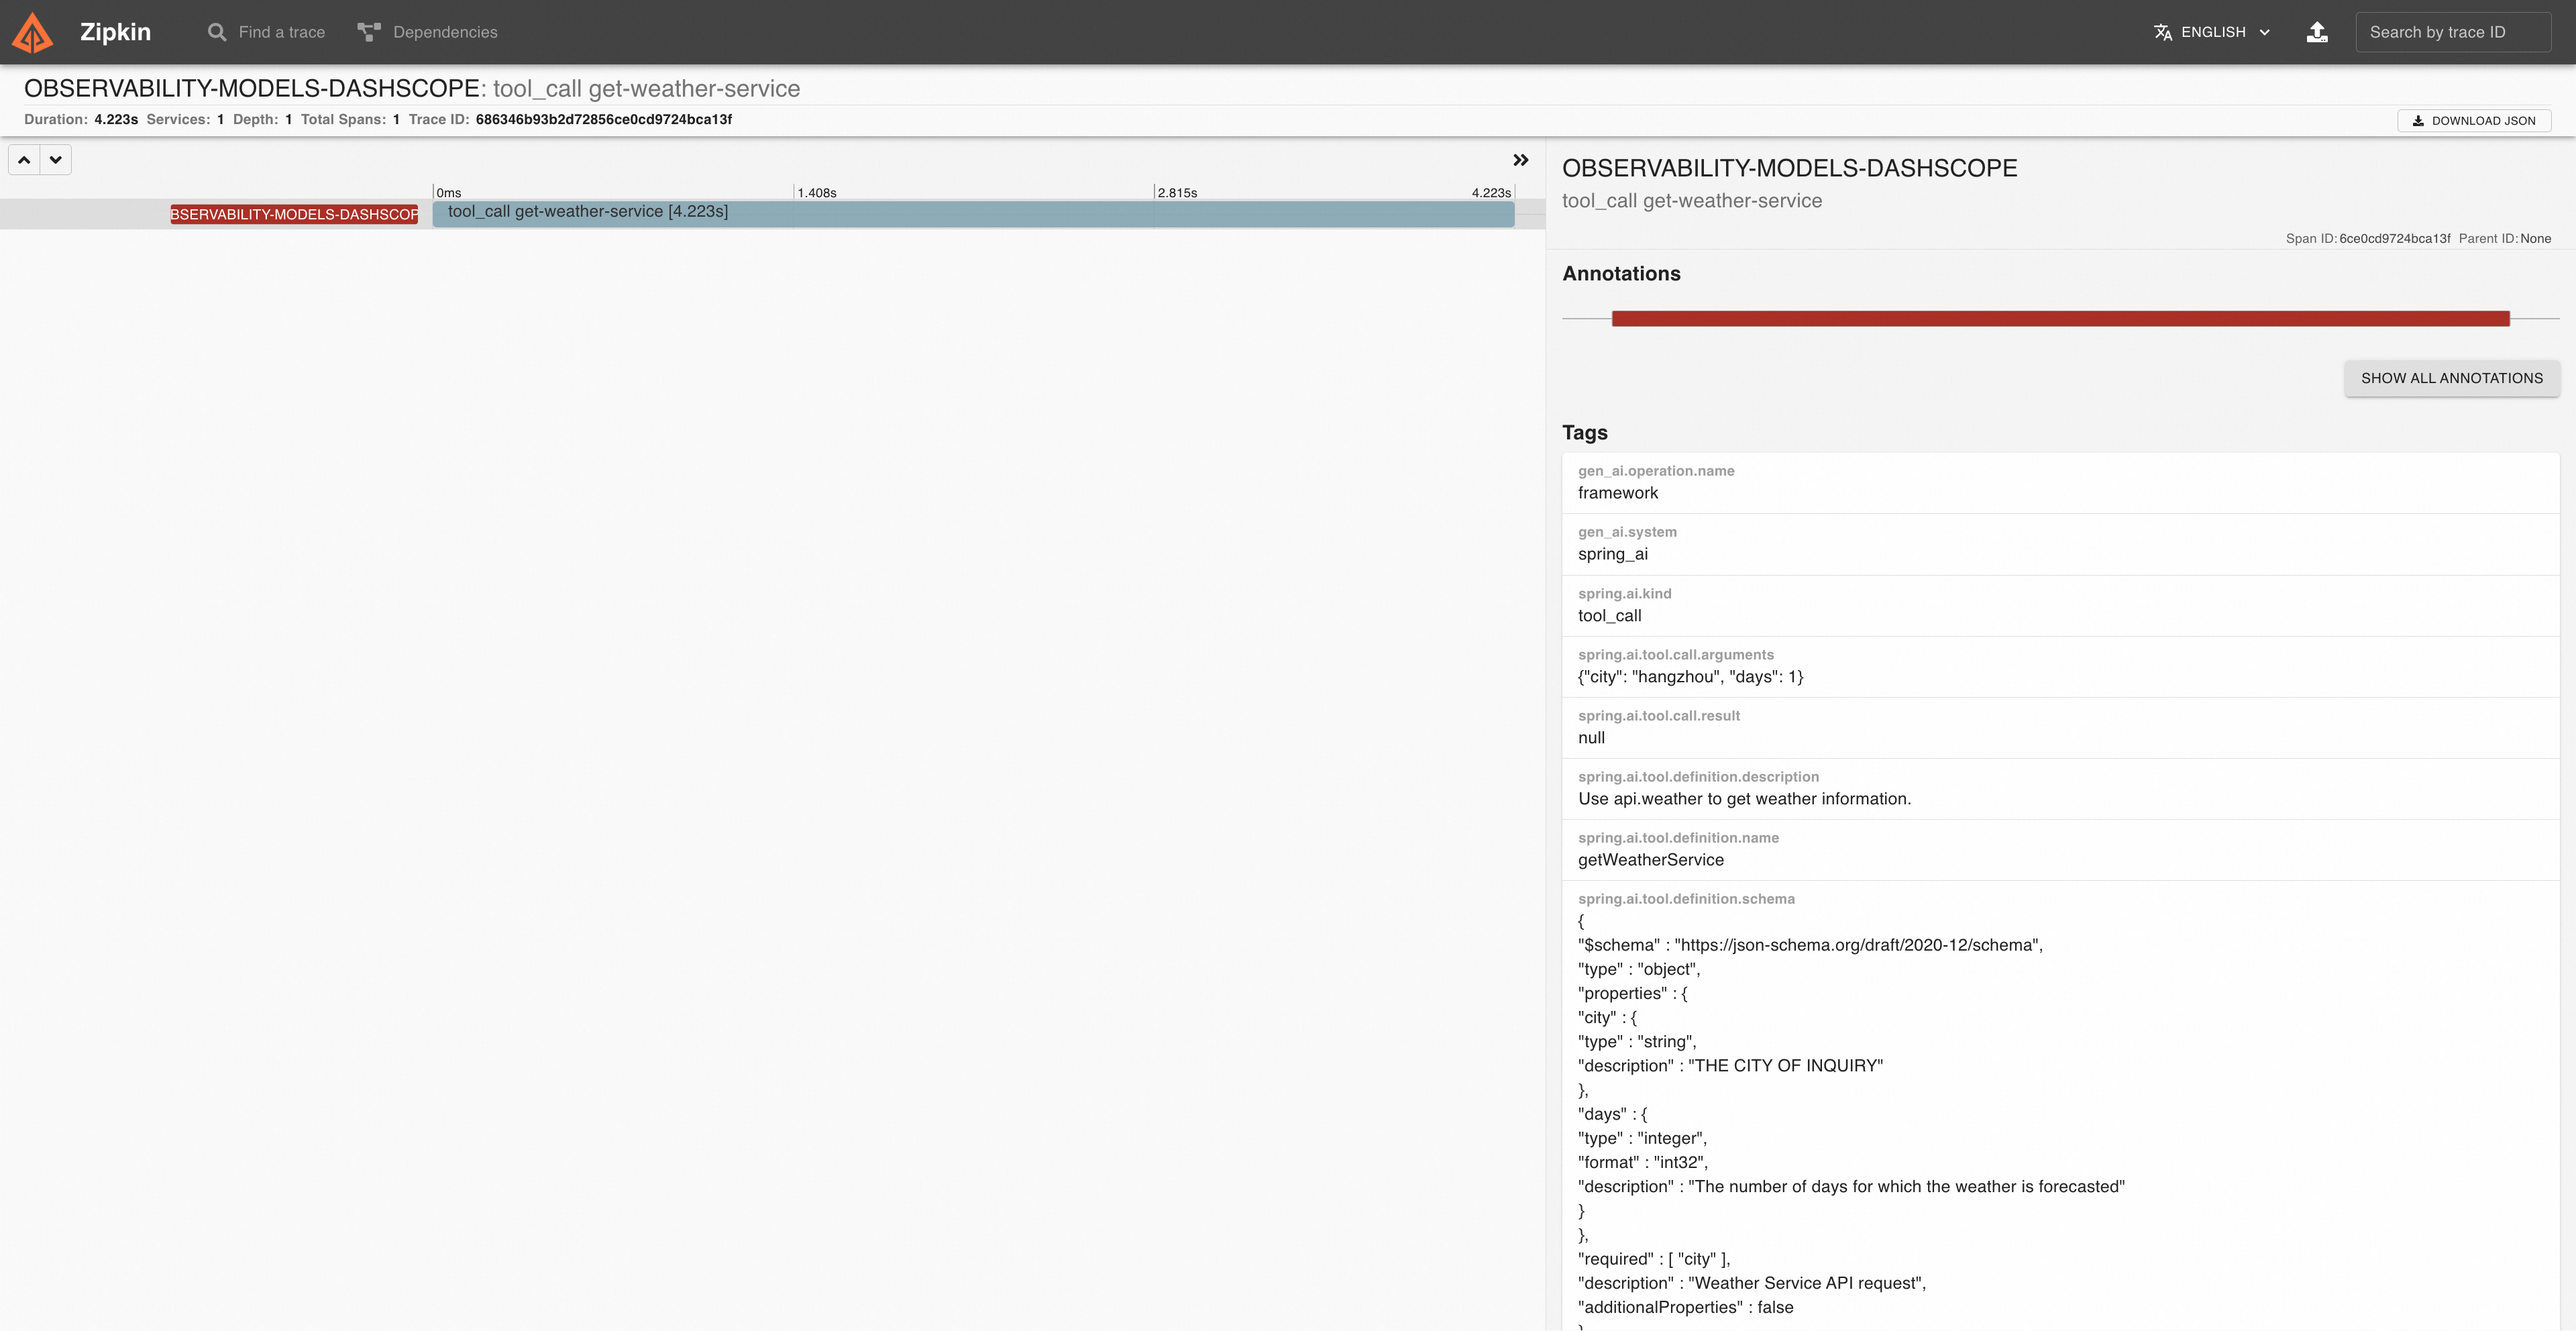 Zipkin
Find a trace
Dependencies
ENGLISH
Search by trace ID
OBSERVABILITY-MODELS-DASHSCOPE: tool_call get-weather-service
Duration: 4.223s Services: 1 Depth: 1 Total Spans: 1 Trace ID: 686346b93b2d72856ce0cd9724bca13f
DOWNLOAD JSON
0ms 1.408s 2.815s 4.223s
BSERVABILITY-MODELS-DASHSCOP
tool_call get-weather-service [4.223s]
OBSERVABILITY-MODELS-DASHSCOPE
tool_call get-weather-service
Span ID: 6ce0cd9724bca13f Parent ID: None
Annotations
SHOW ALL ANNOTATIONS
Tags
gen_ai.operation.name
framework
gen_ai.system
spring_ai
spring.ai.kind
tool_call
spring.ai.tool.call.arguments
{"city": "hangzhou", "days": 1}
spring.ai.tool.call.result
null
spring.ai.tool.definition.description
Use api.weather to get weather information.
spring.ai.tool.definition.name
getWeatherService
spring.ai.tool.definition.schema
{
"$schema" : "https://json-schema.org/draft/2020-12/schema",
"type" : "object",
"properties" : {
"city" : {
"type" : "string",
"description" : "THE CITY OF INQUIRY"
},
"days" : {
"type" : "integer",
"format" : "int32",
"description" : "The number of days for which the weather is forecasted"
}
},
"required" : [ "city" ],
"description" : "Weather Service API request",
"additionalProperties" : false
}